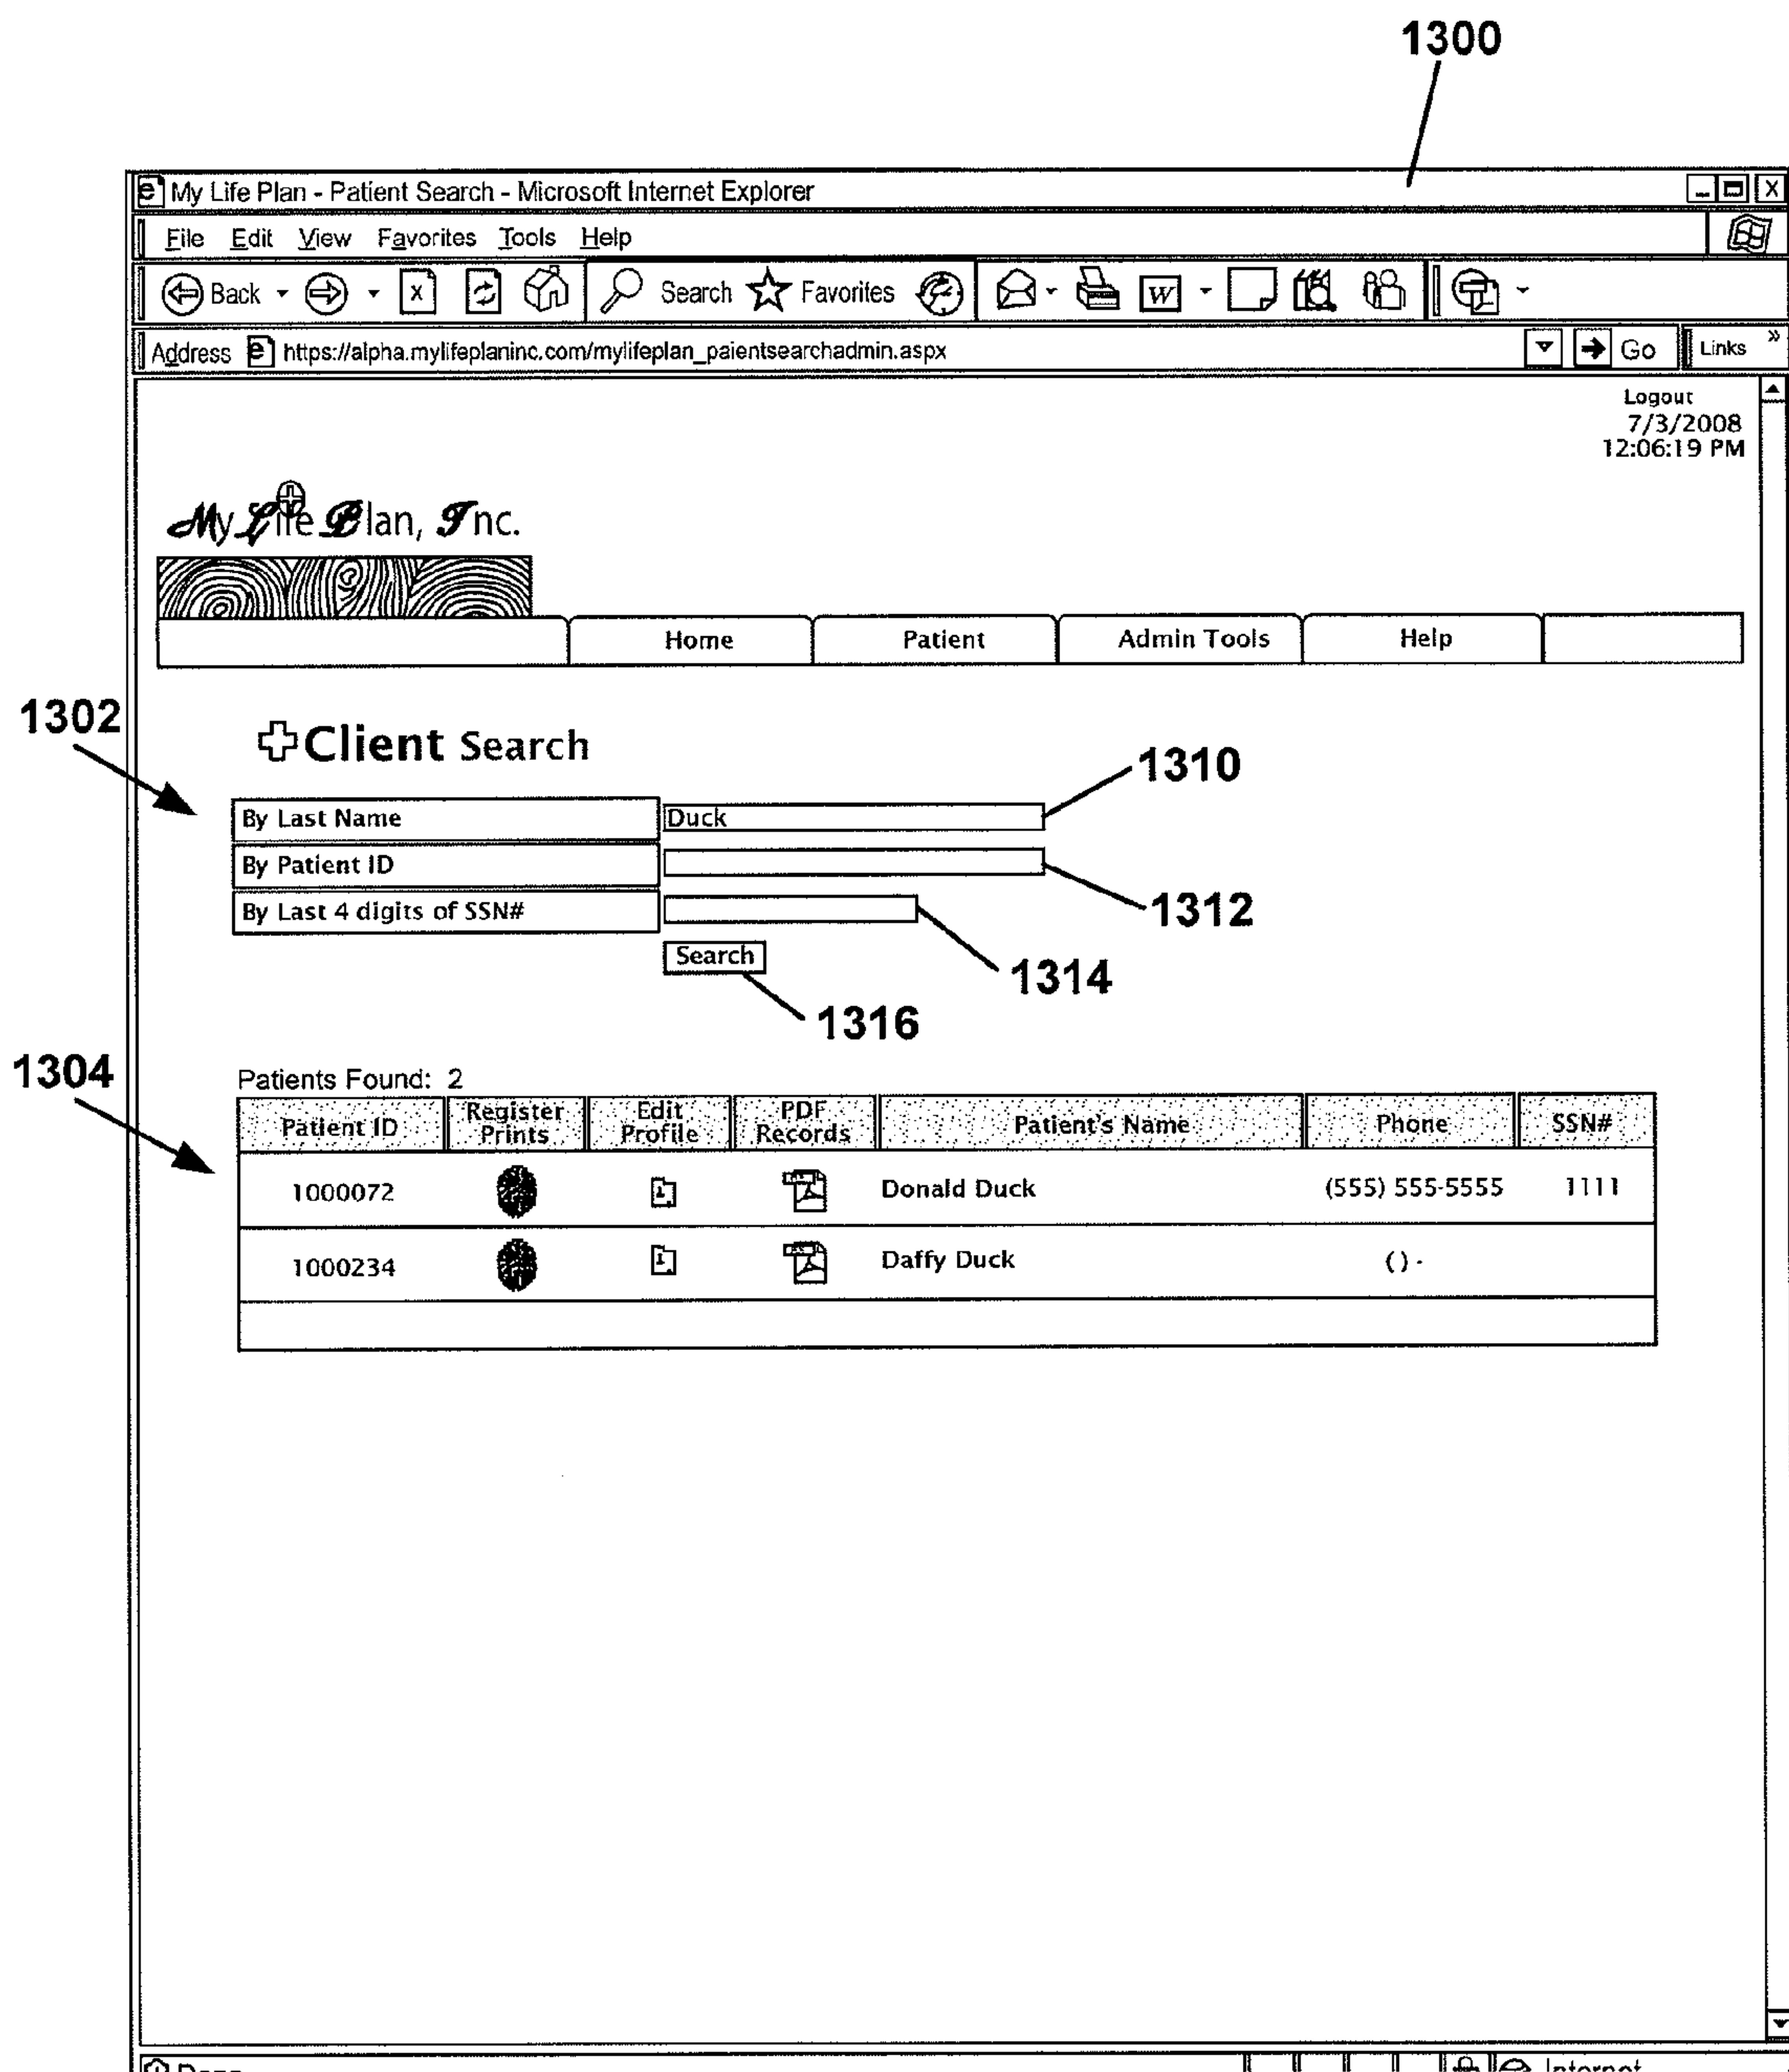 1300
My Life Plan - Patient Search - Microsoft Internet Explorer
File Edit View Favorites Tools Help
Back Search Favorites W
Address https://alpha.mylifeplaninc.com/mylifeplan_paientsearchadmin.aspx Go Links »
Logout
7/3/2008
12:06:19 PM
My Life Plan, Inc.
Home Patient Admin Tools Help
1302
Client Search
1310
By Last Name Duck
By Patient ID
1312
By Last 4 digits of SSN#
Search
1314
1316
1304
Patients Found: 2
Patient ID Register Prints Edit Profile PDF Records Patient's Name Phone SSN#
1000072 Donald Duck (555) 555-5555 1111
1000234 Daffy Duck () -
Done Internet